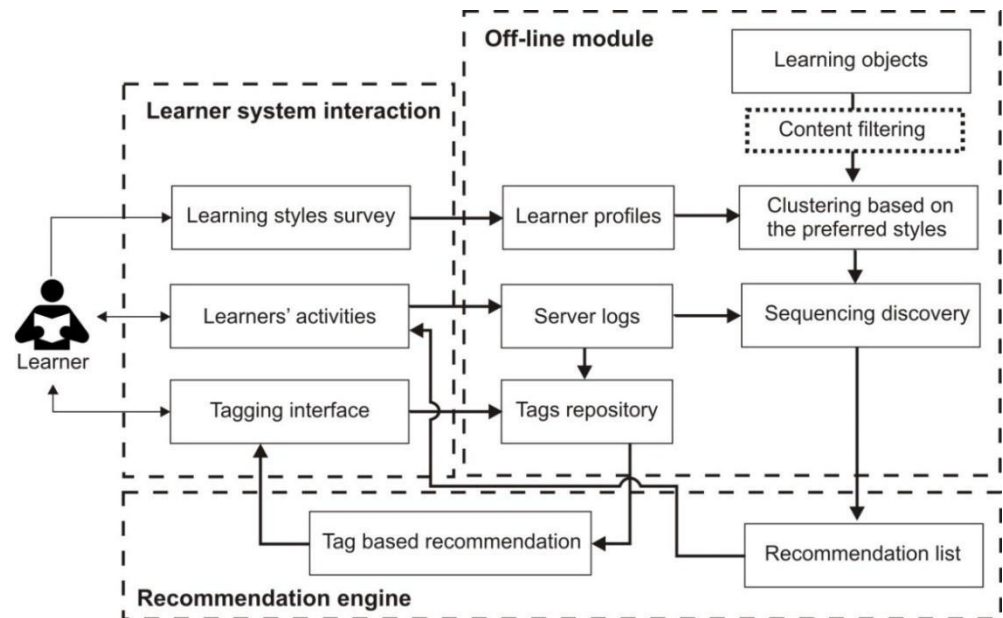 Off-line module
Learning objects
Learner system interaction
Content filtering
Learning styles survey
Learner profiles
Clustering based on
the preferred styles
Learners' activities
Server logs
Sequencing discovery
Learner
Tagging interface
Tags repository
Tag based recommendation
Recommendation list
Recommendation engine